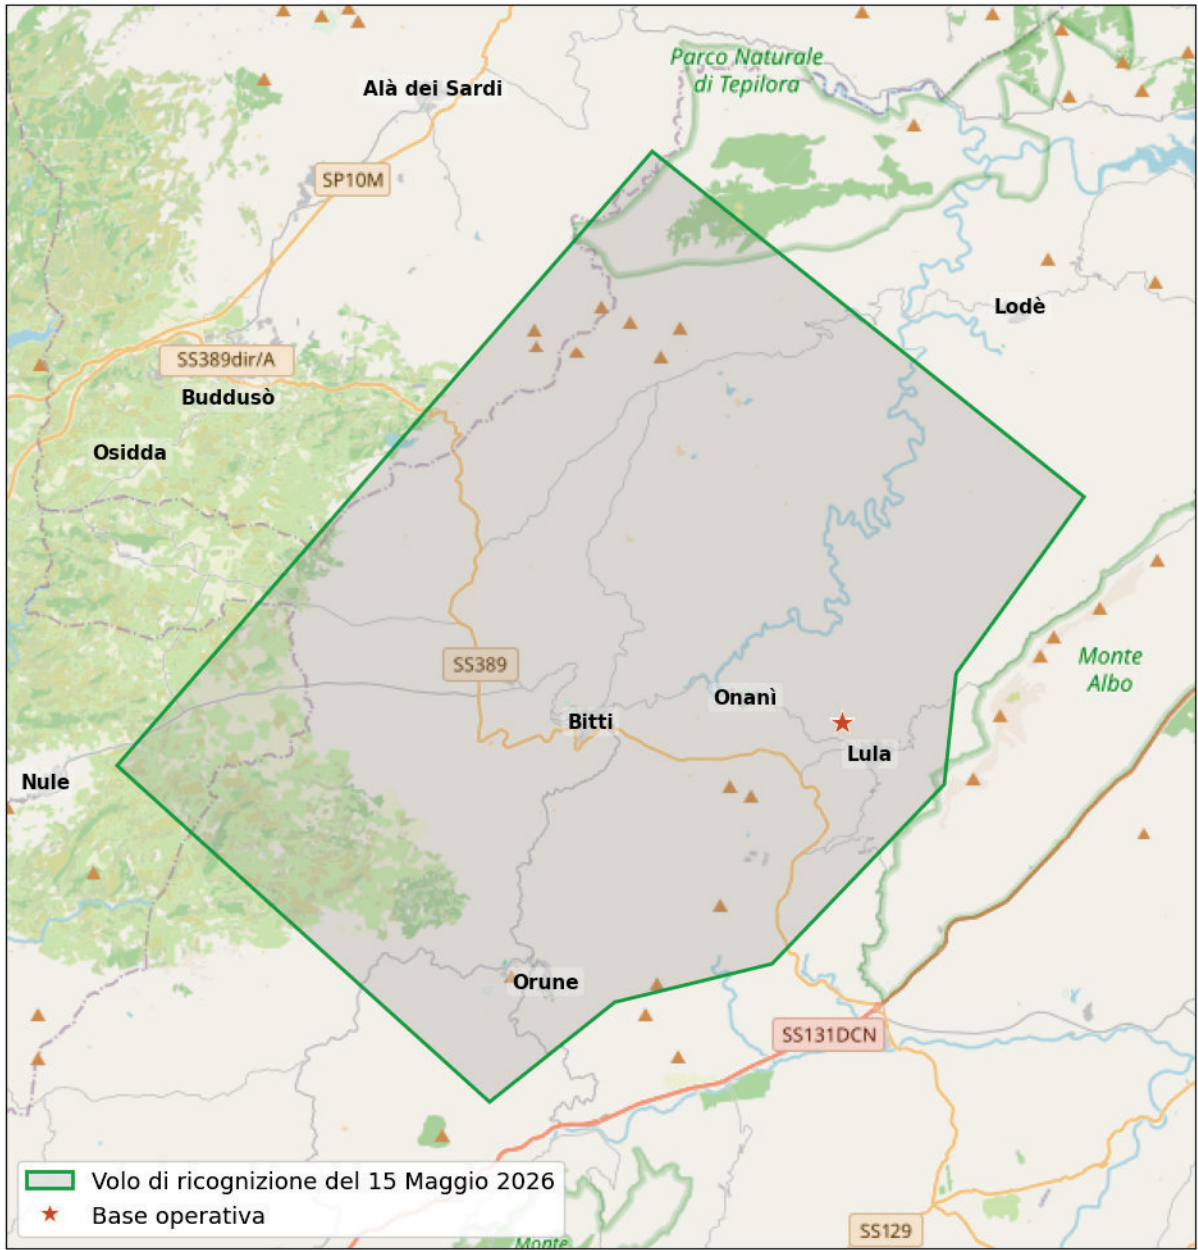 Parco Naturale
di Tepilora
Alà dei Sardi
SP10M
Lodè
SS389dir/A
Buddusò
Osidda
SS389
Monte
Albo
Onanì
Bitti
Lula
Nule
Orune
SS131DCN
Volo di ricognizione del 15 Maggio 2026
Base operativa
SS129
Monte